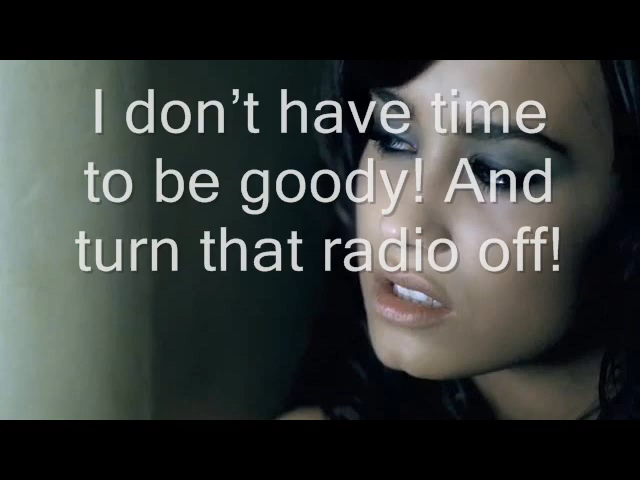 I don’t have time
to be goody! And
turn that radio off!